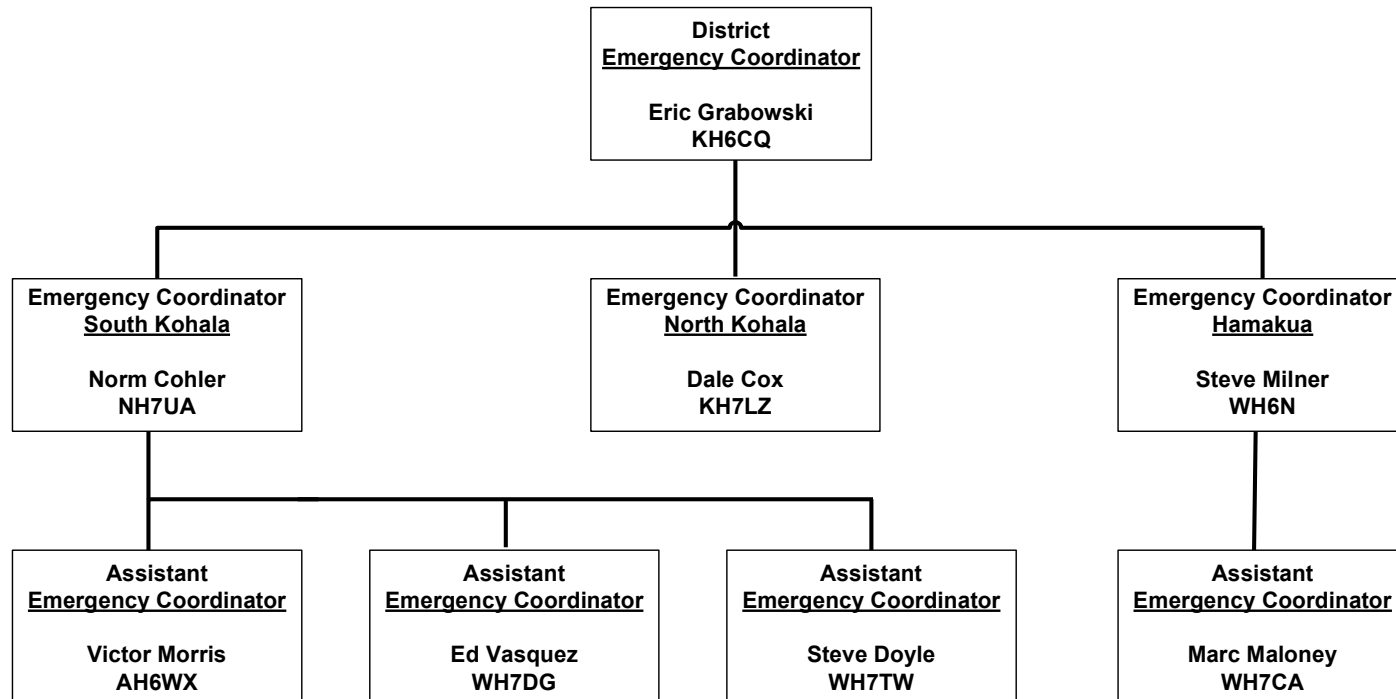 District
Emergency Coordinator
Eric Grabowski
KH6CQ
Emergency Coordinator
South Kohala
Norm Cohler
NH7UA
Emergency Coordinator
North Kohala
Dale Cox
KH7LZ
Emergency Coordinator
Hamakua
Steve Milner
WH6N
Assistant
Emergency Coordinator
Victor Morris
AH6WX
Assistant
Emergency Coordinator
Ed Vasquez
WH7DG
Assistant
Emergency Coordinator
Steve Doyle
WH7TW
Assistant
Emergency Coordinator
Marc Maloney
WH7CA